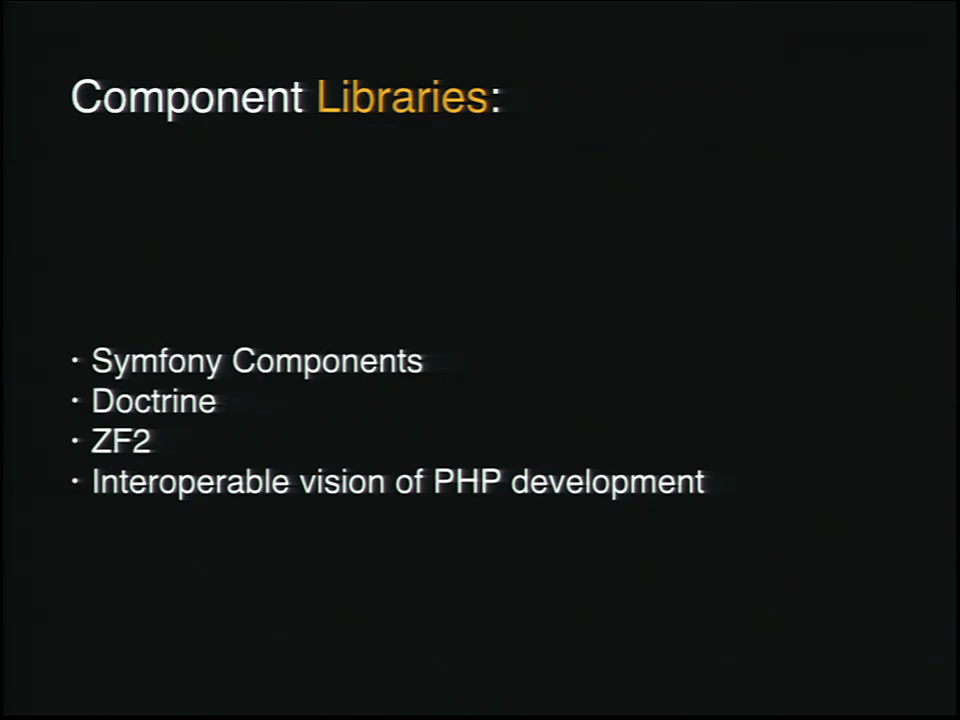 Component Libraries:
· Symfony Components
· Doctrine
· ZF2
· Interoperable vision of PHP development